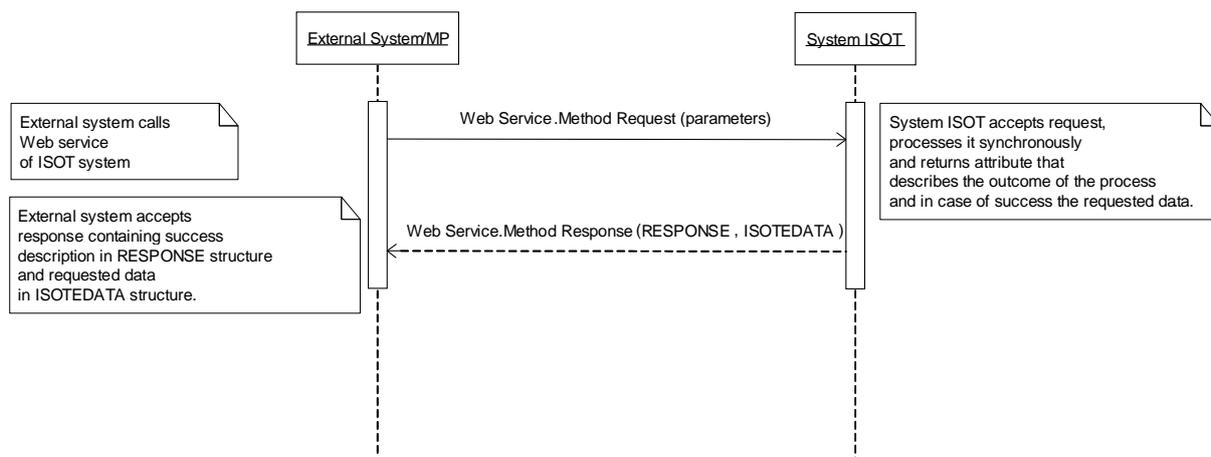 External System/MP
System ISOT
External system calls
Web service
of ISOT system
Web Service.Method Request (parameters)
System ISOT accepts request,
processes it synchronously
and returns attribute that
describes the outcome of the process
and in case of success the requested data.
External system accepts
response containing success
description in RESPONSE structure
and requested data
in ISOTEDATA structure.
Web Service.Method Response (RESPONSE , ISOTEDATA )